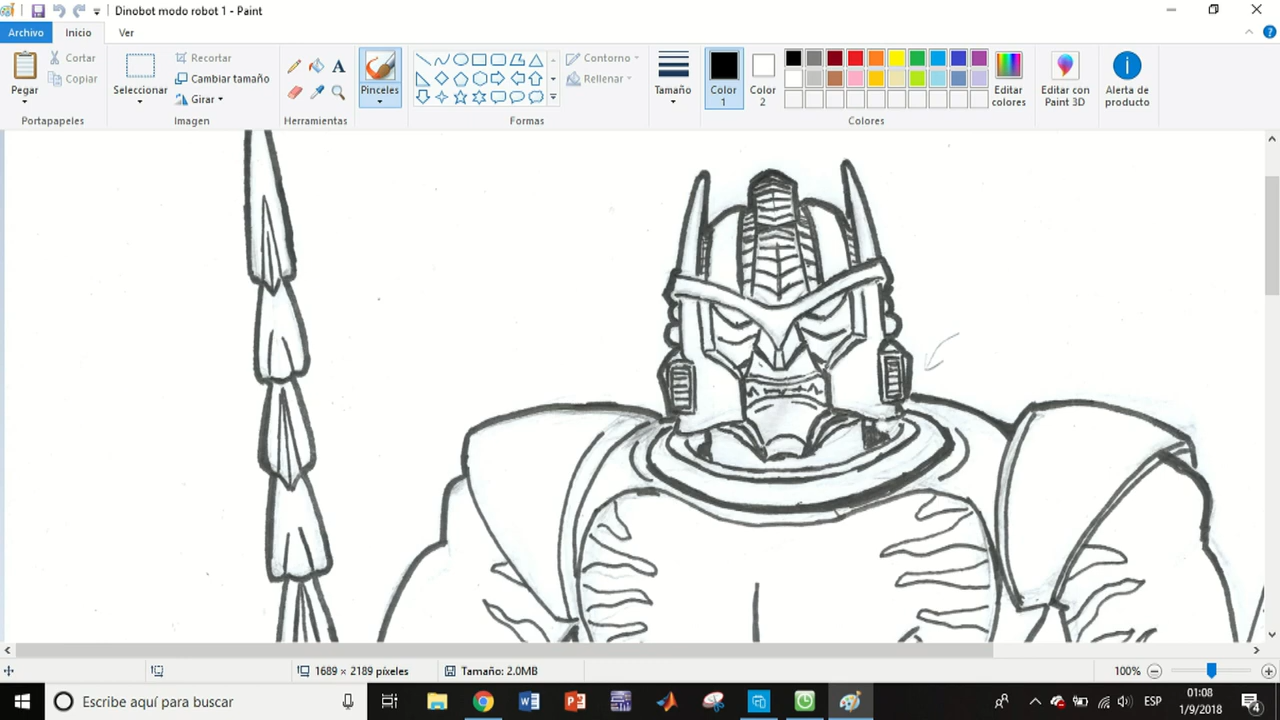 Dinobot modo robot 1 - Paint
Archivo Inicio Ver
Pegar
Cortar
Copiar
Portapapeles
Seleccionar
Recortar
Cambiar tamaño
Girar
Imagen
A
Herramientas
Pinceles
Contorno
Rellenar
Formas
Tamaño
Color 1
Color 2
Editar colores
Colores
Editar con Paint 3D
Alerta de producto
1689 × 2189 píxeles
Tamaño: 2.0MB
100%
Escribe aquí para buscar
ESP
01:08
1/9/2018
4